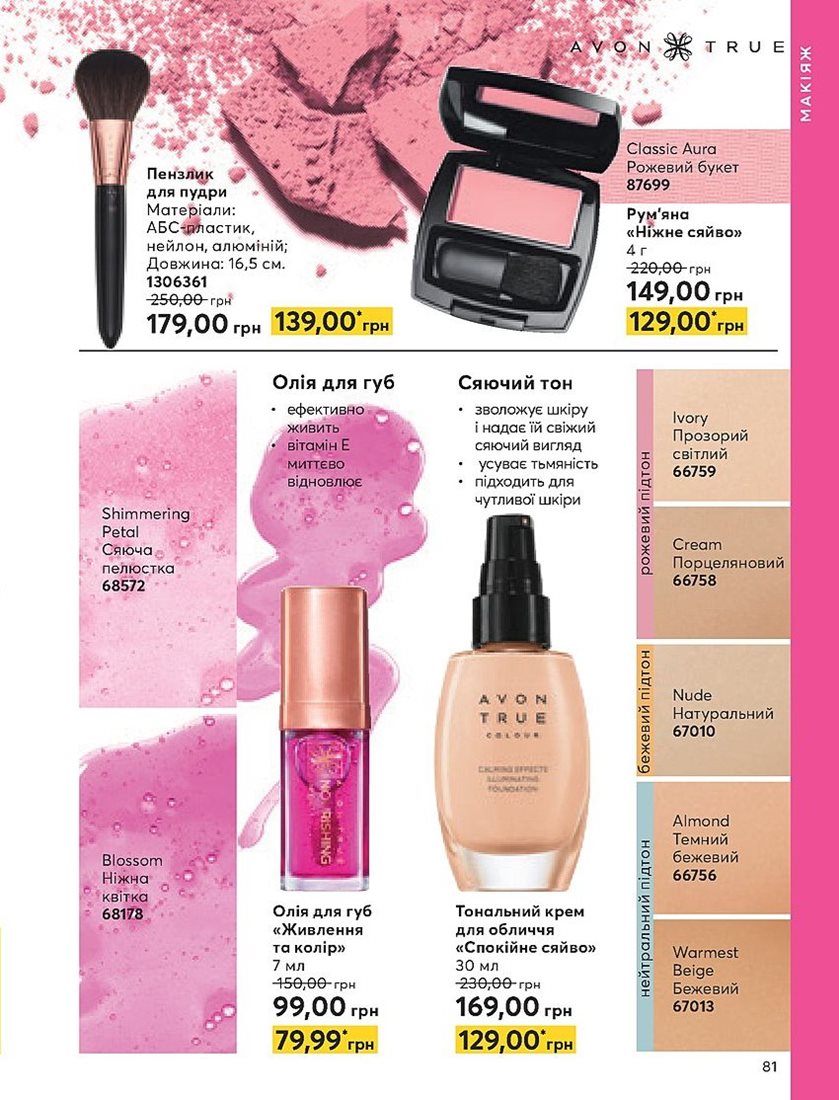 AVON TRUE
МАКІЯЖ
Пензлик
для пудри
Матеріали:
АБС-пластик,
нейлон, алюміній;
Довжина: 16,5 см.
1306361
250,00 грн
179,00 грн
139,00* грн
Classic Aura
Рожевий букет
87699
Рум'яна
«Ніжне сяйво»
4 г
220,00 грн
149,00 грн
129,00* грн
Shimmering
Petal
Сяюча
пелюстка
68572
Blossom
Ніжна
квітка
68178
Олія для губ
• ефективно
живить
• вітамін Е
миттєво
відновлює
NOURISHING
Олія для губ
«Живлення
та колір»
7 мл
150,00 грн
99,00 грн
79,99* грн
Сяючий тон
• зволожує шкіру
і надає їй свіжий
сяючий вигляд
• усуває тьмяність
• підходить для
чутливої шкіри
AVON
TRUE
COLOUR
CALMING EFFECTS
ILLUMINATING
FOUNDATION
Тональний крем
для обличчя
«Спокійне сяйво»
30 мл
230,00 грн
169,00 грн
129,00* грн
рожевий підтон
Ivory
Прозорий
світлий
66759
Cream
Порцеляновий
66758
бежевий підтон
Nude
Натуральний
67010
нейтральний підтон
Almond
Темний
бежевий
66756
Warmest
Beige
Бежевий
67013
81